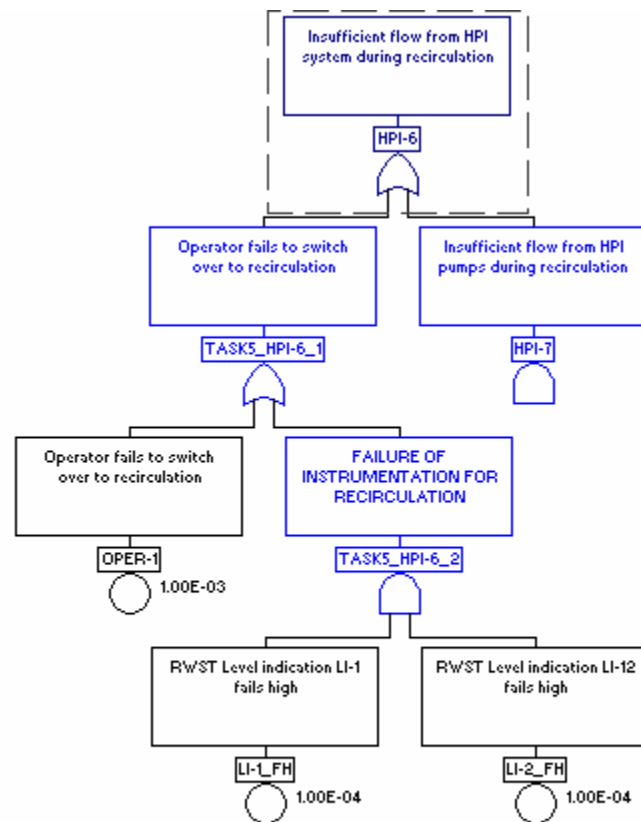 Insufficient flow from HPI
system during recirculation
HPI-6
Operator fails to switch
over to recirculation
Insufficient flow from HPI
pumps during recirculation
TASK5_HPI-6_1
HPI-7
Operator fails to switch
over to recirculation
FAILURE OF
INSTRUMENTATION FOR
RECIRCULATION
OPER-1
TASK5_HPI-6_2
1.00E-03
RWST Level indication LI-1
fails high
RWST Level indication LI-12
fails high
LI-1_FH
LI-2_FH
1.00E-04
1.00E-04